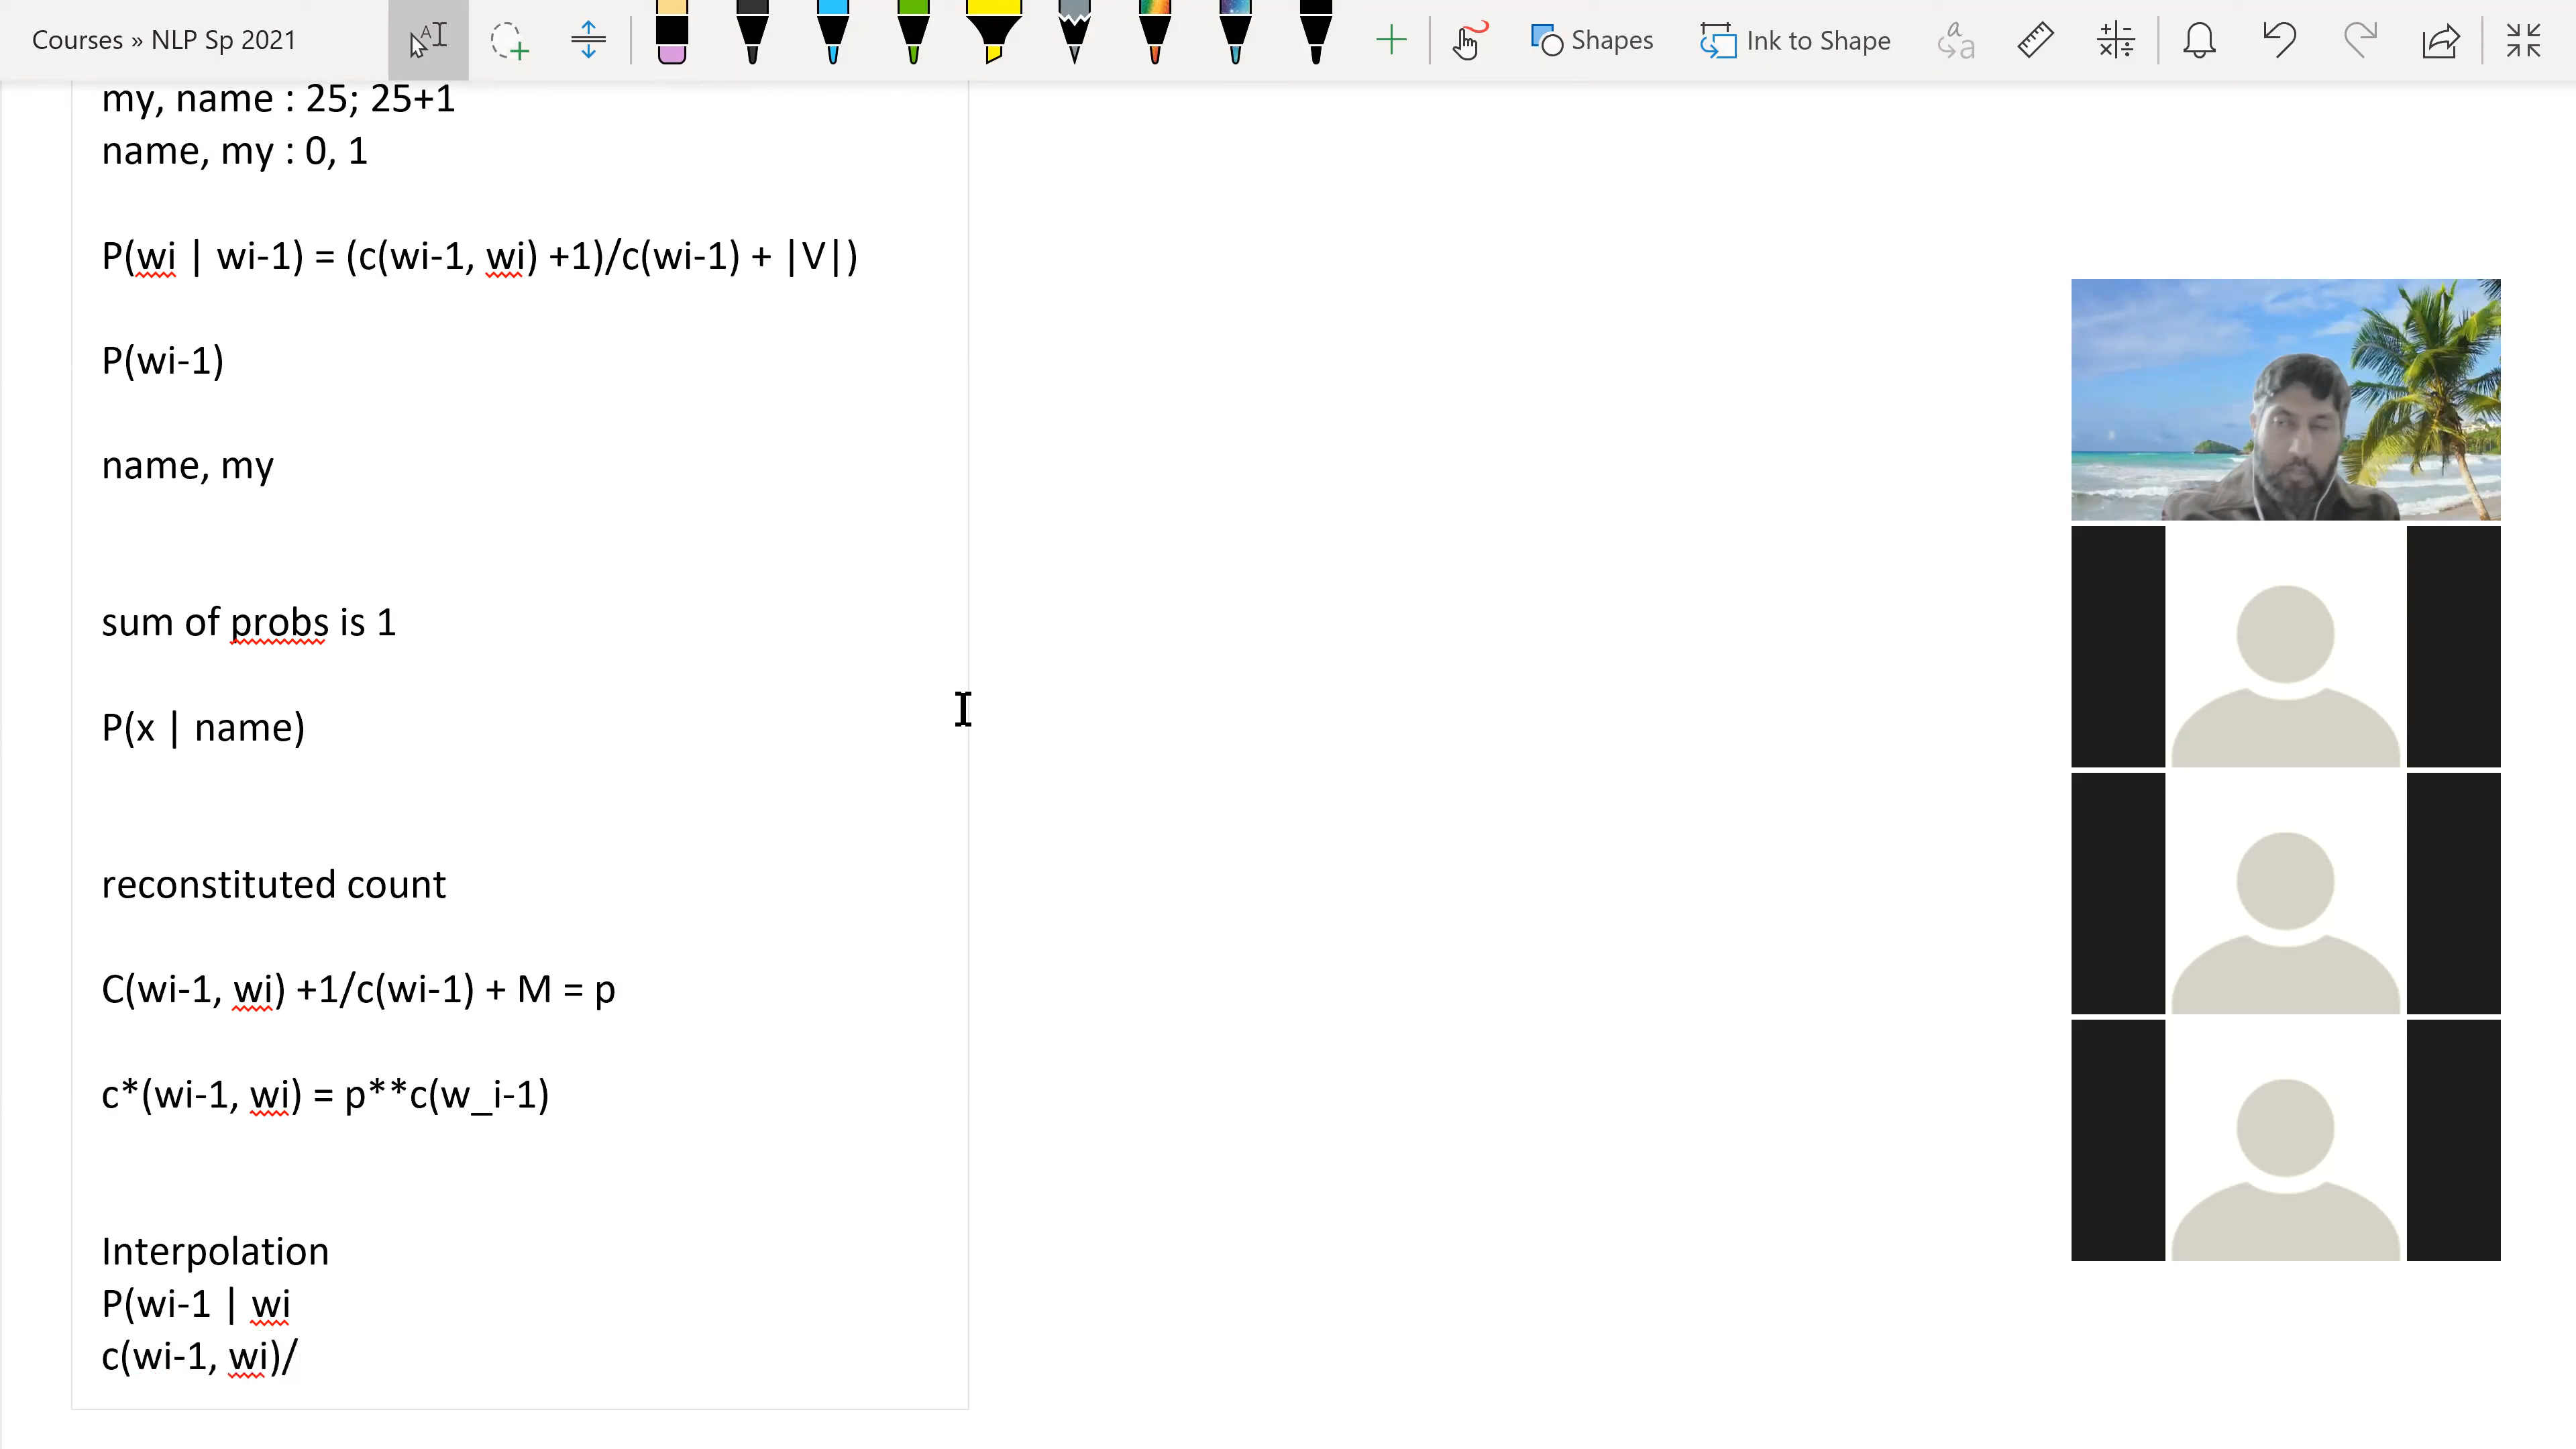 Courses » NLP Sp 2021
Shapes
Ink to Shape
my, name : 25; 25+1
name, my : 0, 1
P(wi | wi-1) = (c(wi-1, wi) +1)/c(wi-1) + |V|)
P(wi-1)
name, my
sum of probs is 1
P(x | name)
reconstituted count
C(wi-1, wi) +1/c(wi-1) + M = p
c*(wi-1, wi) = p**c(w_i-1)
Interpolation
P(wi-1 | wi
c(wi-1, wi)/